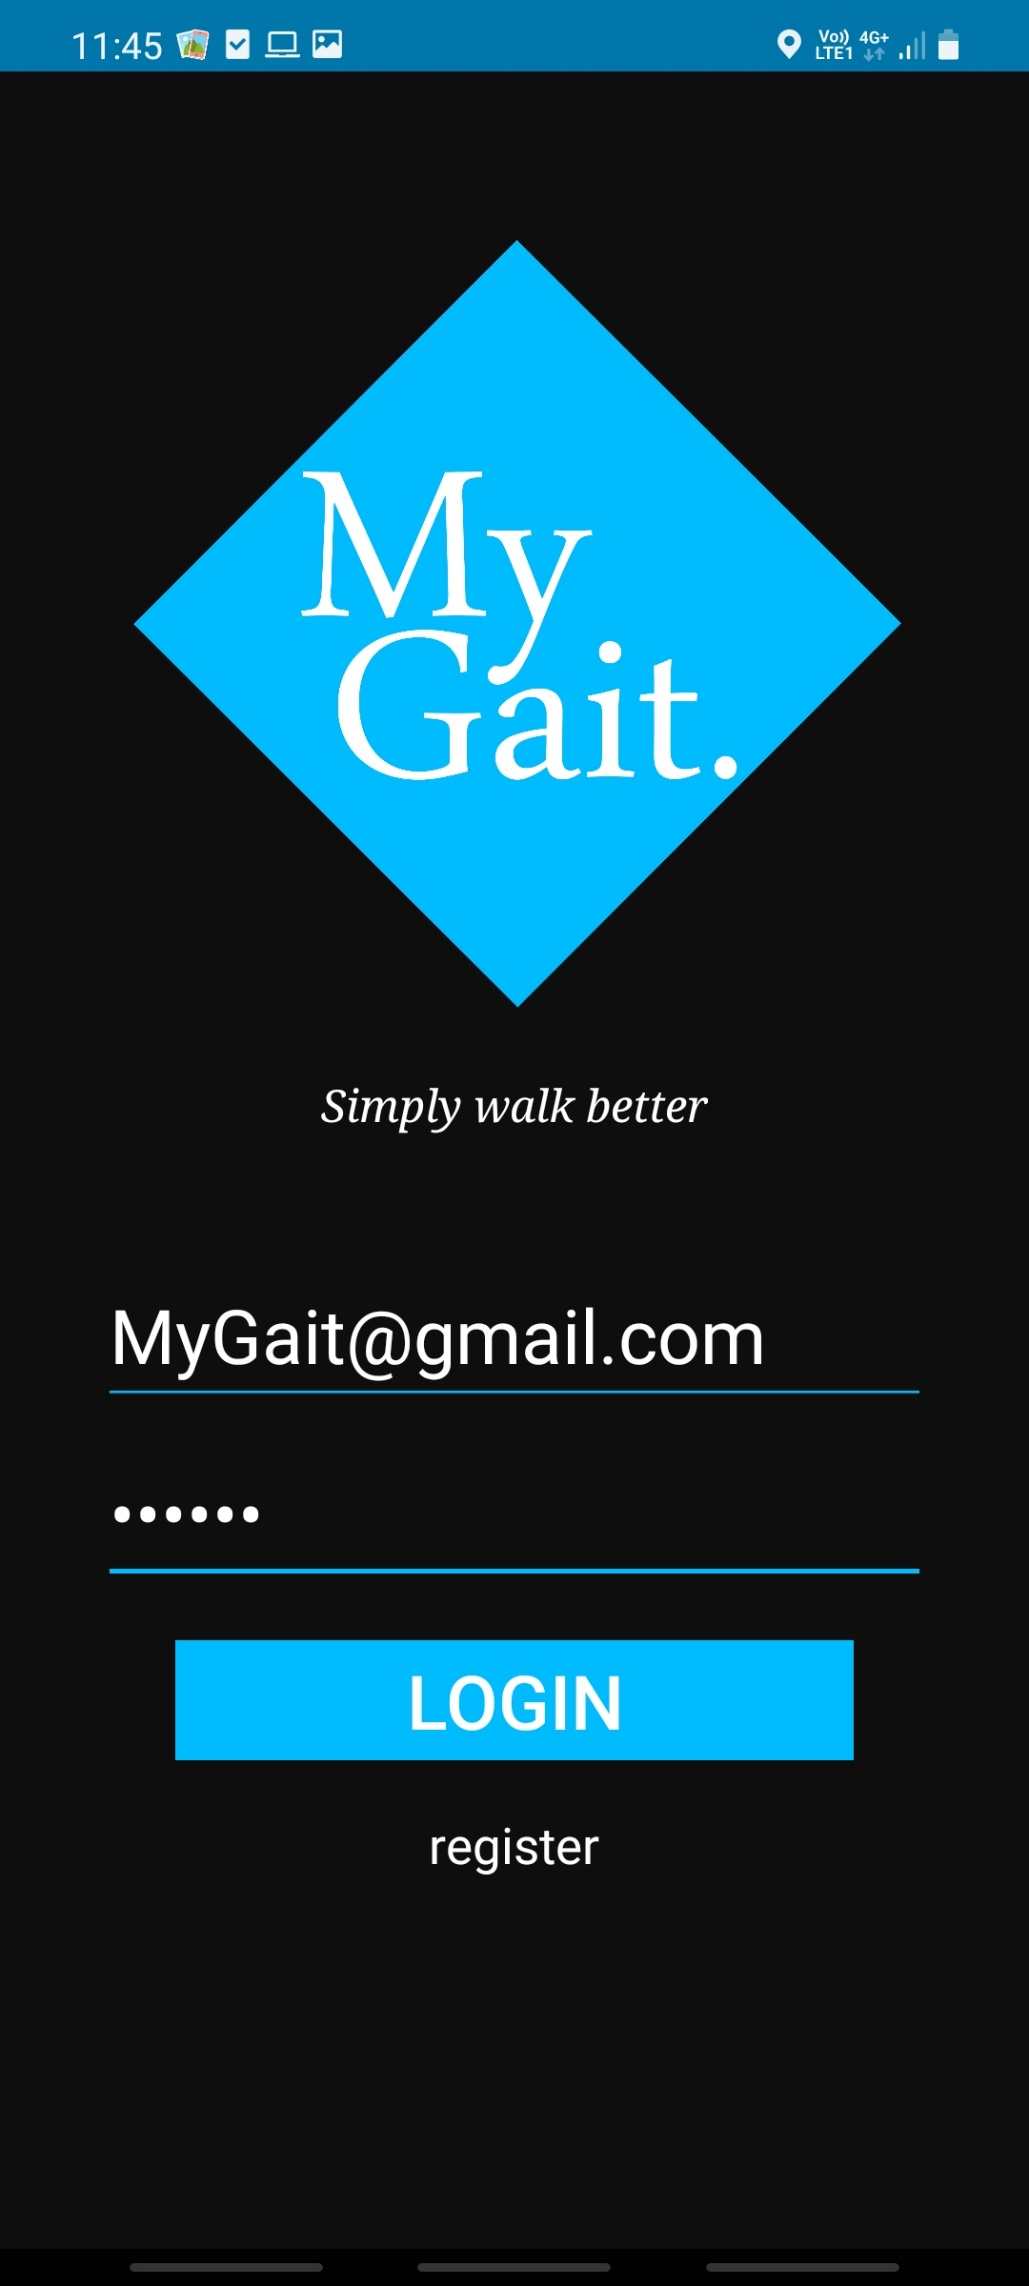 11:45 Vo)) 4G+
LTE1
My
Gait.
Simply walk better
MyGait@gmail.com
••••••
LOGIN
register